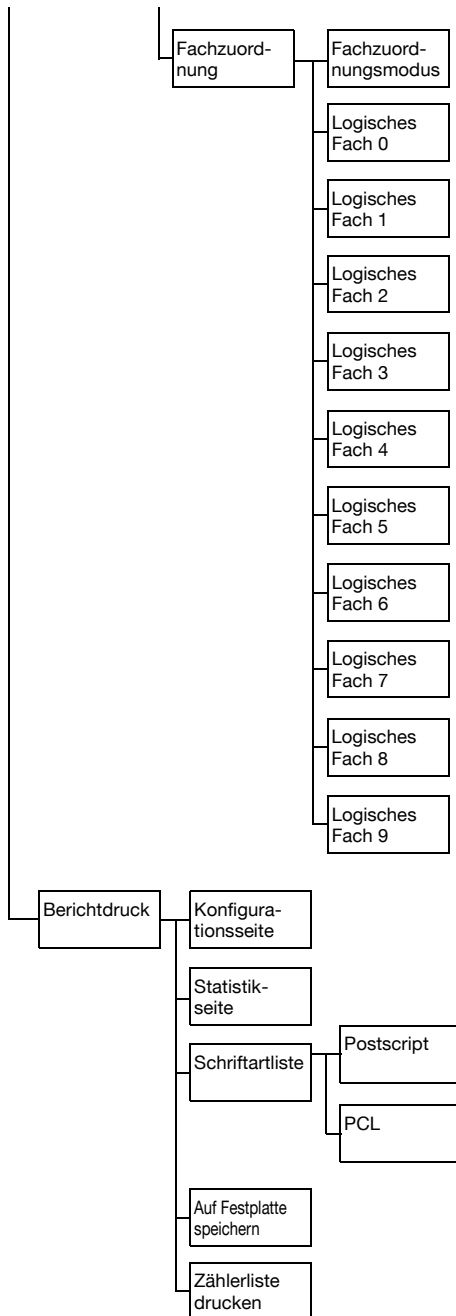 Fachzuord-
nung
Fachzuord-
nungsmodus
Logisches
Fach 0
Logisches
Fach 1
Logisches
Fach 2
Logisches
Fach 3
Logisches
Fach 4
Logisches
Fach 5
Logisches
Fach 6
Logisches
Fach 7
Logisches
Fach 8
Logisches
Fach 9
Berichtdruck
Konfigura-
tionsseite
Statistik-
seite
Schriftartliste
Postscript
PCL
Auf Festplatte
speichern
Zählerliste
drucken